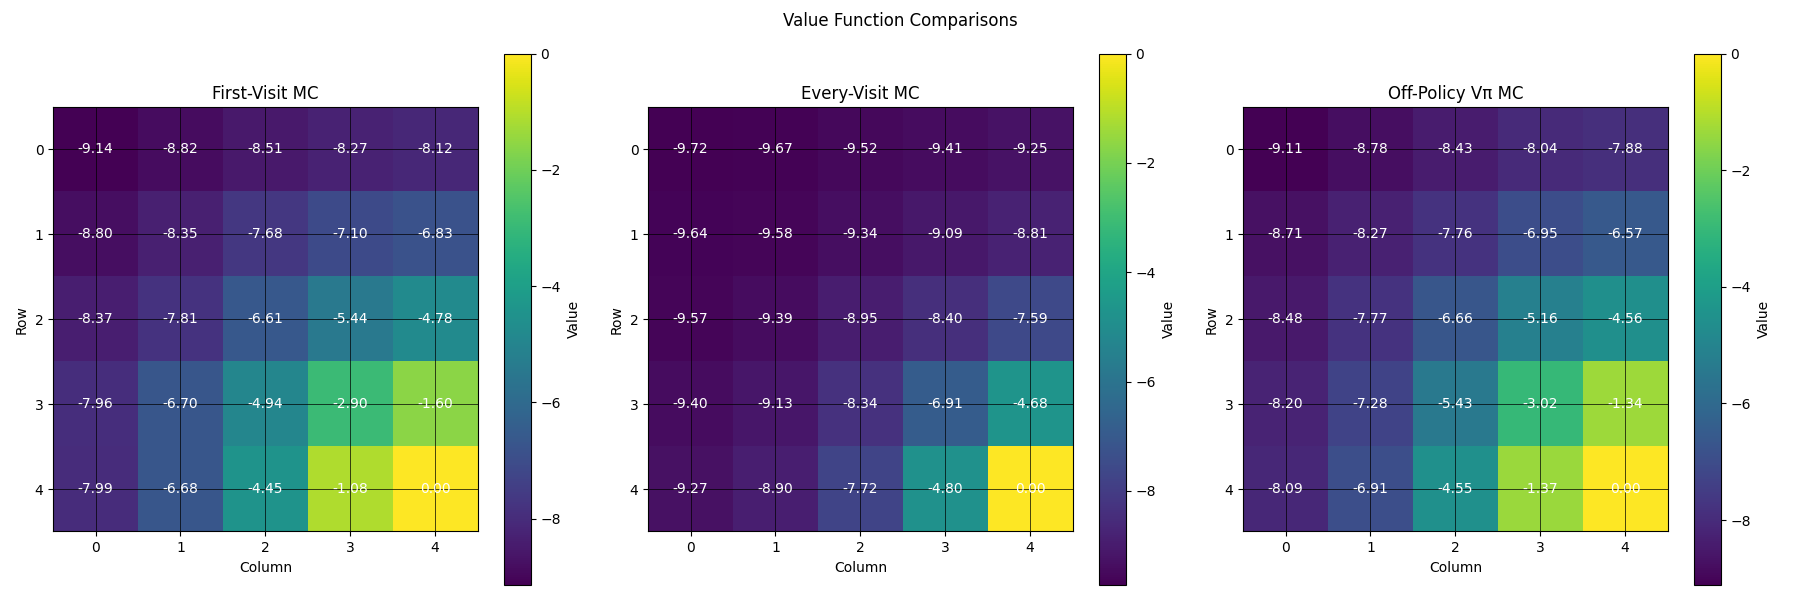 Value Function Comparisons
First-Visit MC
0 -9.14 -8.82 -8.51 -8.27 -8.12
1 -8.80 -8.35 -7.68 -7.10 -6.83
2 -8.37 -7.81 -6.61 -5.44 -4.78
3 -7.96 -6.70 -4.94 -2.90 -1.60
4 -7.99 -6.68 -4.45 -1.08 0.00
0 1 2 3 4
Column
Row
0
−2
−4
−6
−8
Value
Every-Visit MC
0 -9.72 -9.67 -9.52 -9.41 -9.25
1 -9.64 -9.58 -9.34 -9.09 -8.81
2 -9.57 -9.39 -8.95 -8.40 -7.59
3 -9.40 -9.13 -8.34 -6.91 -4.68
4 -9.27 -8.90 -7.72 -4.80 0.00
0 1 2 3 4
Column
Row
0
−2
−4
−6
−8
Value
Off-Policy Vπ MC
0 -9.11 -8.78 -8.43 -8.04 -7.88
1 -8.71 -8.27 -7.76 -6.95 -6.57
2 -8.48 -7.77 -6.66 -5.16 -4.56
3 -8.20 -7.28 -5.43 -3.02 -1.34
4 -8.09 -6.91 -4.55 -1.37 0.00
0 1 2 3 4
Column
Row
0
−2
−4
−6
−8
Value